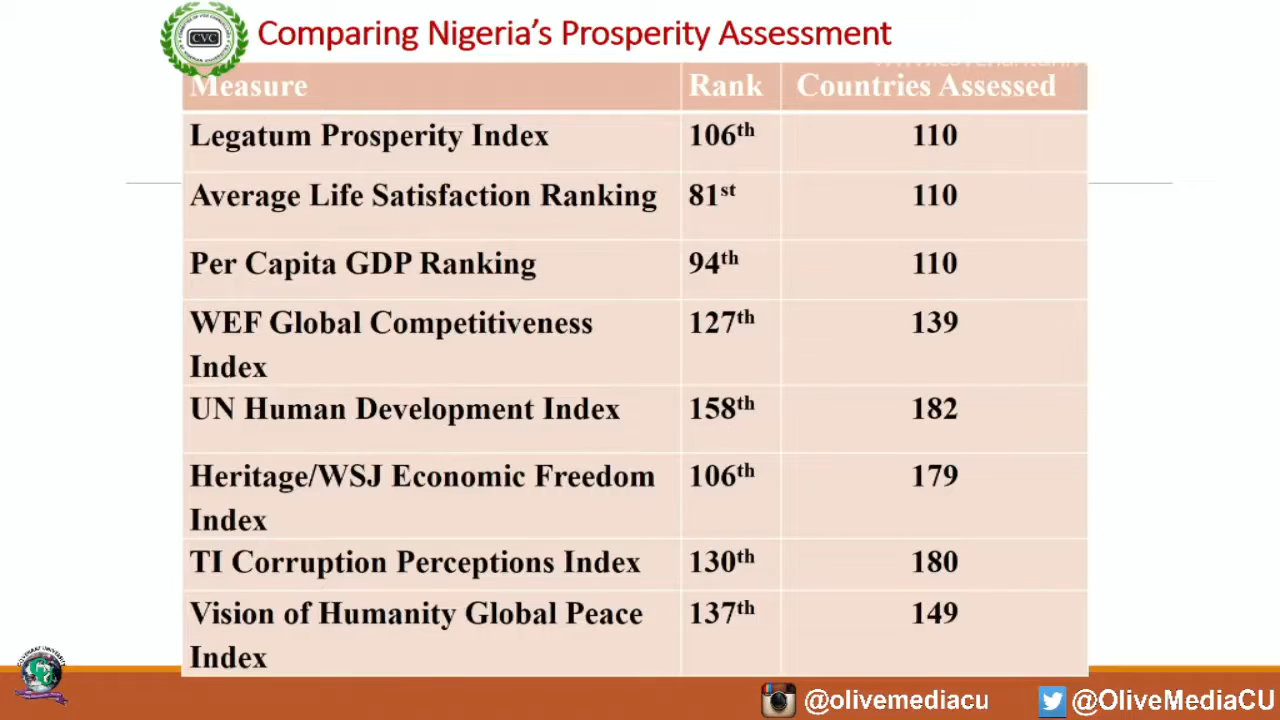 Comparing Nigeria's Prosperity Assessment
CVC
Measure Rank Countries Assessed
Legatum Prosperity Index 106th 110
Average Life Satisfaction Ranking 81st 110
Per Capita GDP Ranking 94th 110
WEF Global Competitiveness 127th 139
Index
UN Human Development Index 158th 182
Heritage/WSJ Economic Freedom 106th 179
Index
TI Corruption Perceptions Index 130th 180
Vision of Humanity Global Peace 137th 149
Index
COVENANT UNIVERSITY
@olivemediacu @OliveMediaCU